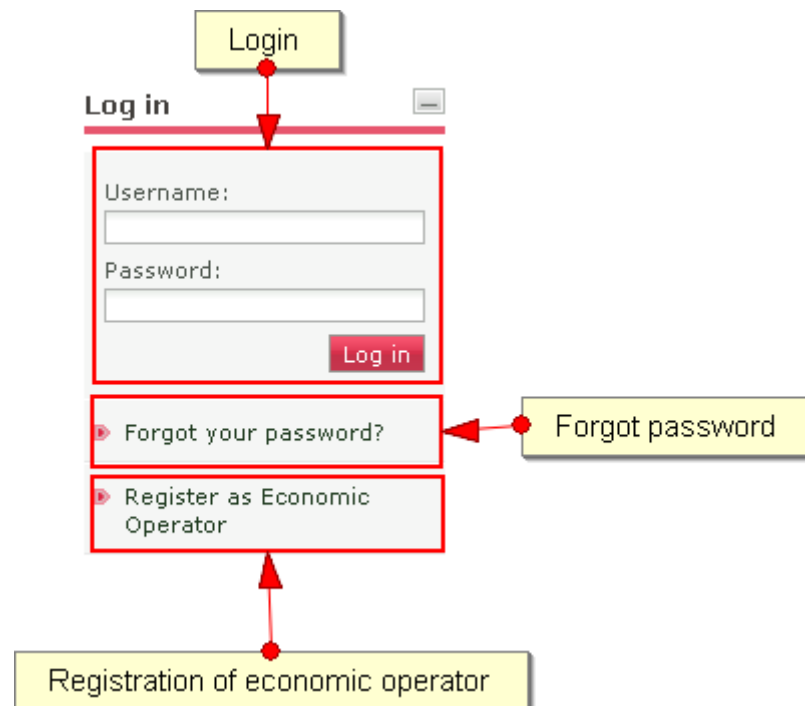 Login
Log in
Username:
Password:
Log in
Forgot your password?
Forgot password
Register as Economic
Operator
Registration of economic operator